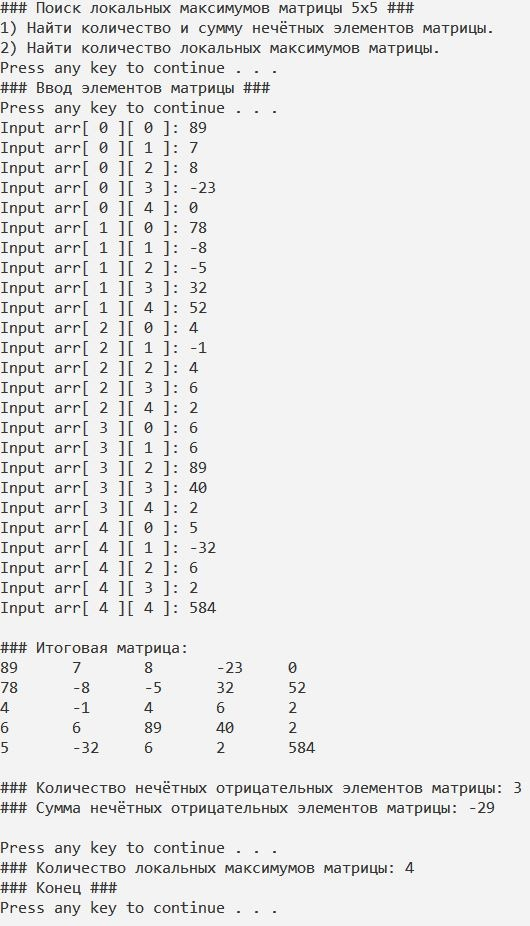 ### Поиск локальных максимумов матрицы 5x5 ###
1) Найти количество и сумму нечётных элементов матрицы.
2) Найти количество локальных максимумов матрицы.
Press any key to continue . . .
### Ввод элементов матрицы ###
Press any key to continue . . .
Input arr[ 0 ][ 0 ]: 89
Input arr[ 0 ][ 1 ]: 7
Input arr[ 0 ][ 2 ]: 8
Input arr[ 0 ][ 3 ]: -23
Input arr[ 0 ][ 4 ]: 0
Input arr[ 1 ][ 0 ]: 78
Input arr[ 1 ][ 1 ]: -8
Input arr[ 1 ][ 2 ]: -5
Input arr[ 1 ][ 3 ]: 32
Input arr[ 1 ][ 4 ]: 52
Input arr[ 2 ][ 0 ]: 4
Input arr[ 2 ][ 1 ]: -1
Input arr[ 2 ][ 2 ]: 4
Input arr[ 2 ][ 3 ]: 6
Input arr[ 2 ][ 4 ]: 2
Input arr[ 3 ][ 0 ]: 6
Input arr[ 3 ][ 1 ]: 6
Input arr[ 3 ][ 2 ]: 89
Input arr[ 3 ][ 3 ]: 40
Input arr[ 3 ][ 4 ]: 2
Input arr[ 4 ][ 0 ]: 5
Input arr[ 4 ][ 1 ]: -32
Input arr[ 4 ][ 2 ]: 6
Input arr[ 4 ][ 3 ]: 2
Input arr[ 4 ][ 4 ]: 584
### Итоговая матрица:
89 7 8 -23 0
78 -8 -5 32 52
4 -1 4 6 2
6 6 89 40 2
5 -32 6 2 584
### Количество нечётных отрицательных элементов матрицы: 3
### Сумма нечётных отрицательных элементов матрицы: -29
Press any key to continue . . .
### Количество локальных максимумов матрицы: 4
### Конец ###
Press any key to continue . . .